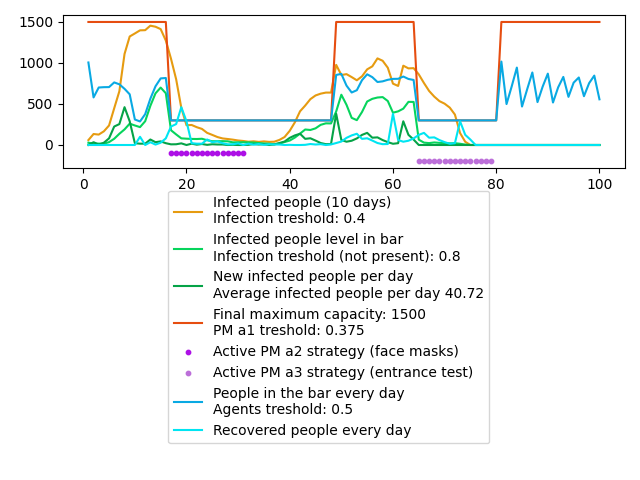 1500
1000
500
0
0
20
40
60
80
100
Infected people (10 days)
Infection treshold: 0.4
Infected people level in bar
Infection treshold (not present): 0.8
New infected people per day
Average infected people per day 40.72
Final maximum capacity: 1500
PM a1 treshold: 0.375
Active PM a2 strategy (face masks)
Active PM a3 strategy (entrance test)
People in the bar every day
Agents treshold: 0.5
Recovered people every day